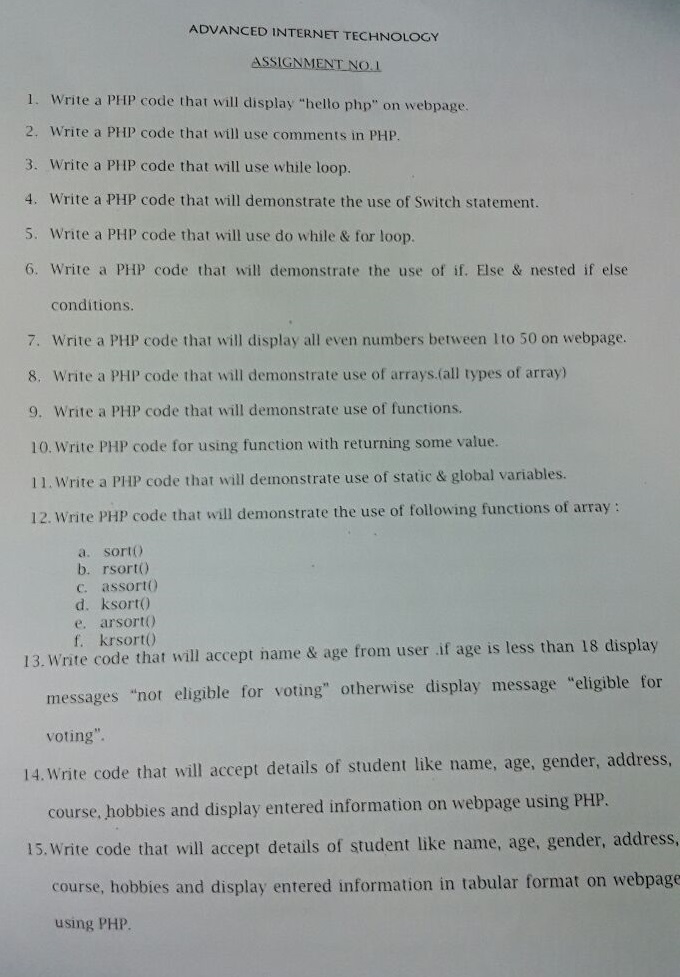 ADVANCED INTERNET TECHNOLOGY
ASSIGNMENT NO.1
1. Write a PHP code that will display "hello php" on webpage.
2. Write a PHP code that will use comments in PHP.
3. Write a PHP code that will use while loop.
4. Write a PHP code that will demonstrate the use of Switch statement.
5. Write a PHP code that will use do while & for loop.
6. Write a PHP code that will demonstrate the use of if. Else & nested if else
conditions.
7. Write a PHP code that will display all even numbers between 1to 50 on webpage.
8. Write a PHP code that will demonstrate use of arrays.(all types of array)
9. Write a PHP code that will demonstrate use of functions.
10. Write PHP code for using function with returning some value.
11. Write a PHP code that will demonstrate use of static & global variables.
12. Write PHP code that will demonstrate the use of following functions of array :
a. sort()
b. rsort()
c. assort()
d. ksort()
e. arsort()
f. krsort()
13. Write code that will accept name & age from user .if age is less than 18 display
messages "not eligible for voting" otherwise display message "eligible for
voting".
14. Write code that will accept details of student like name, age, gender, address,
course, hobbies and display entered information on webpage using PHP.
15. Write code that will accept details of student like name, age, gender, address,
course, hobbies and display entered information in tabular format on webpage
using PHP.